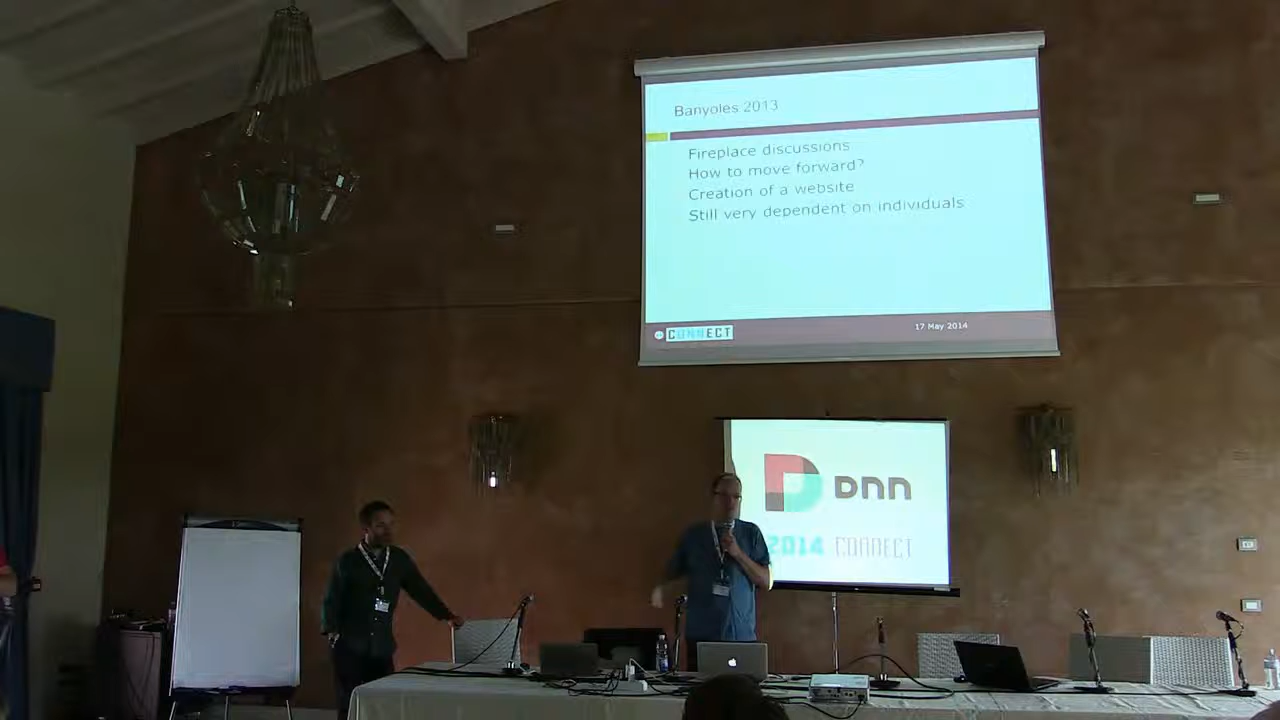 Banyoles 2013
Fireplace discussions
How to move forward?
Creation of a website
Still very dependent on individuals
CONNECT
17 May 2014
DNN
2014 CONNECT